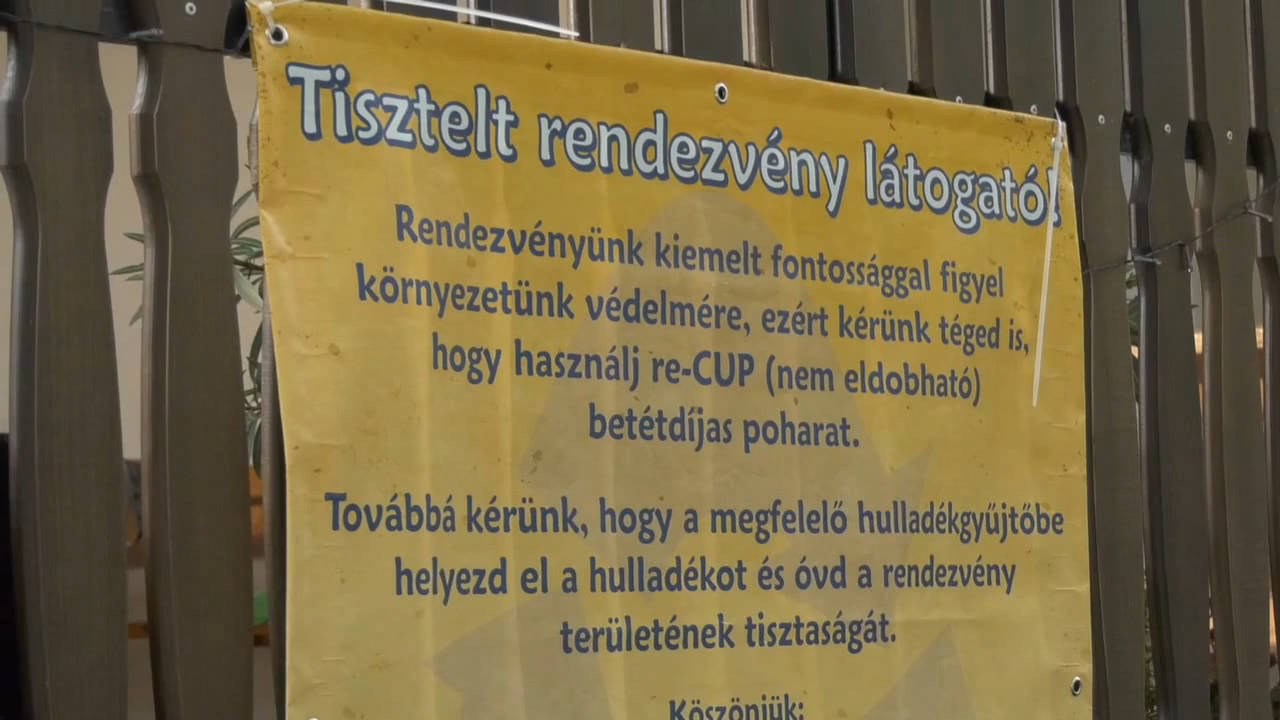 Tisztelt rendezvény látogató!
Rendezvényünk kiemelt fontossággal figyel
környezetünk védelmére, ezért kérünk téged is,
hogy használj re-CUP (nem eldobható)
betétdíjas poharat.
Továbbá kérünk, hogy a megfelelő hulladékgyűjtőbe
helyezd el a hulladékot és óvd a rendezvény
területének tisztaságát.
Köszönjük: